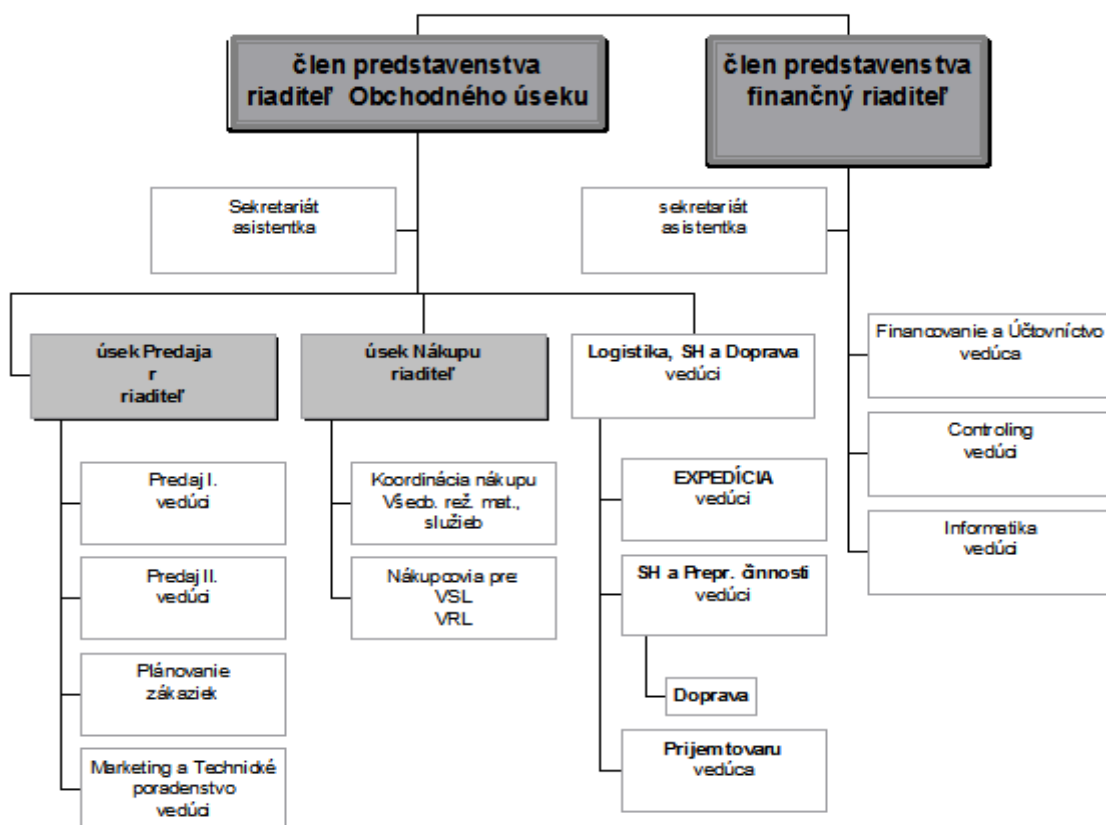 člen predstavenstva
riaditeľ Obchodného úseku
člen predstavenstva
finančný riaditeľ
Sekretariát
asistentka
sekretariát
asistentka
úsek Predaja
r
riaditeľ
úsek Nákupu
riaditeľ
Logistika, SH a Doprava
vedúci
Financovanie a Účtovníctvo
vedúca
Controling
vedúci
Informatika
vedúci
Predaj I.
vedúci
Predaj II.
vedúci
Plánovanie
zákaziek
Marketing a Technické
poradenstvo
vedúci
Koordinácia nákupu
Všeob. rež. mat.,
služieb
Nákupcovia pre:
VSL
VRL
EXPEDÍCIA
vedúci
SH a Prepr. činnosti
vedúci
Doprava
Prijem tovaru
vedúca